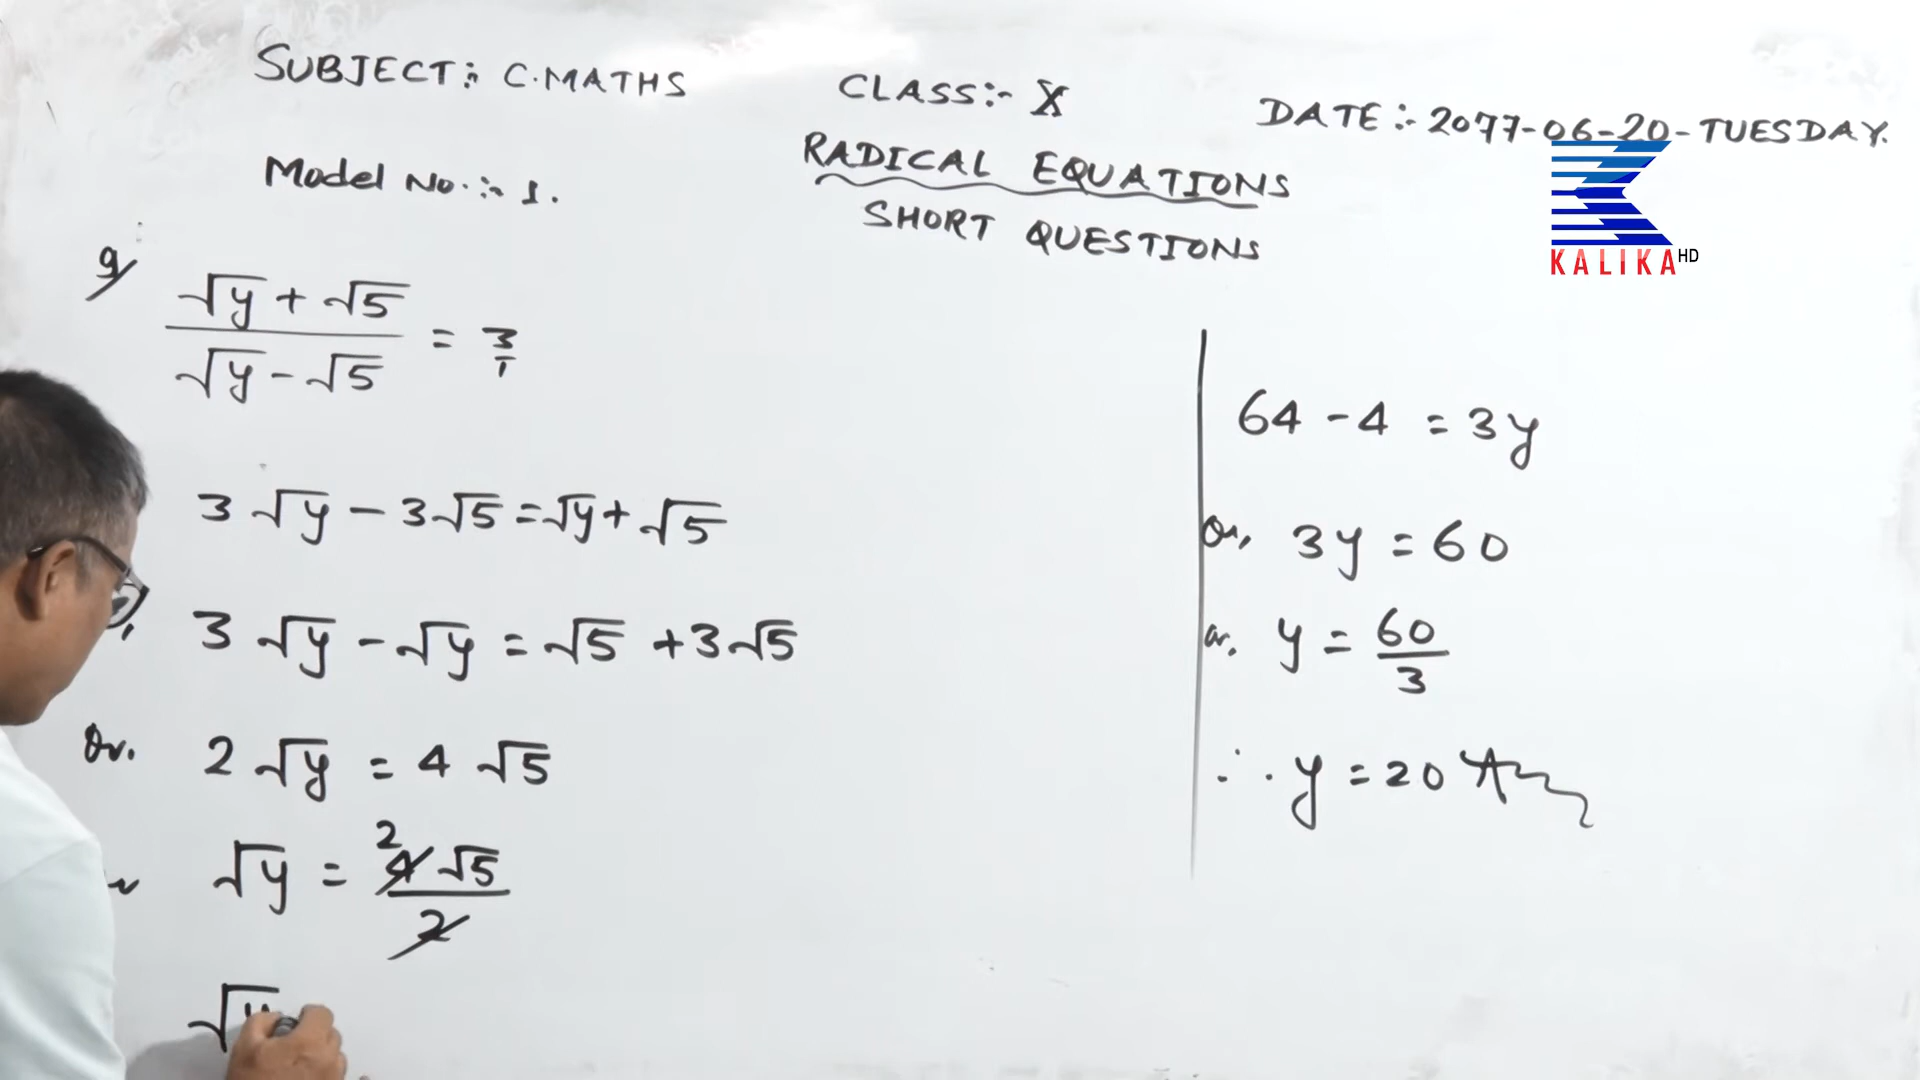 SUBJECT:- C.MATHS
CLASS:- X
DATE:- 2077-06-20-TUESDAY.
Model No.:- 1.
RADICAL EQUATIONS
SHORT QUESTIONS
KALIKA HD
g/
(√y + √5)/(√y - √5) = 3/1
3√y - 3√5 = √y + √5
3√y - √y = √5 + 3√5
Or. 2√y = 4√5
√y = 2 4√5/2
√y
64 - 4 = 3y
Or, 3y = 60
or, y = 60/3
∴ y = 20 Ans